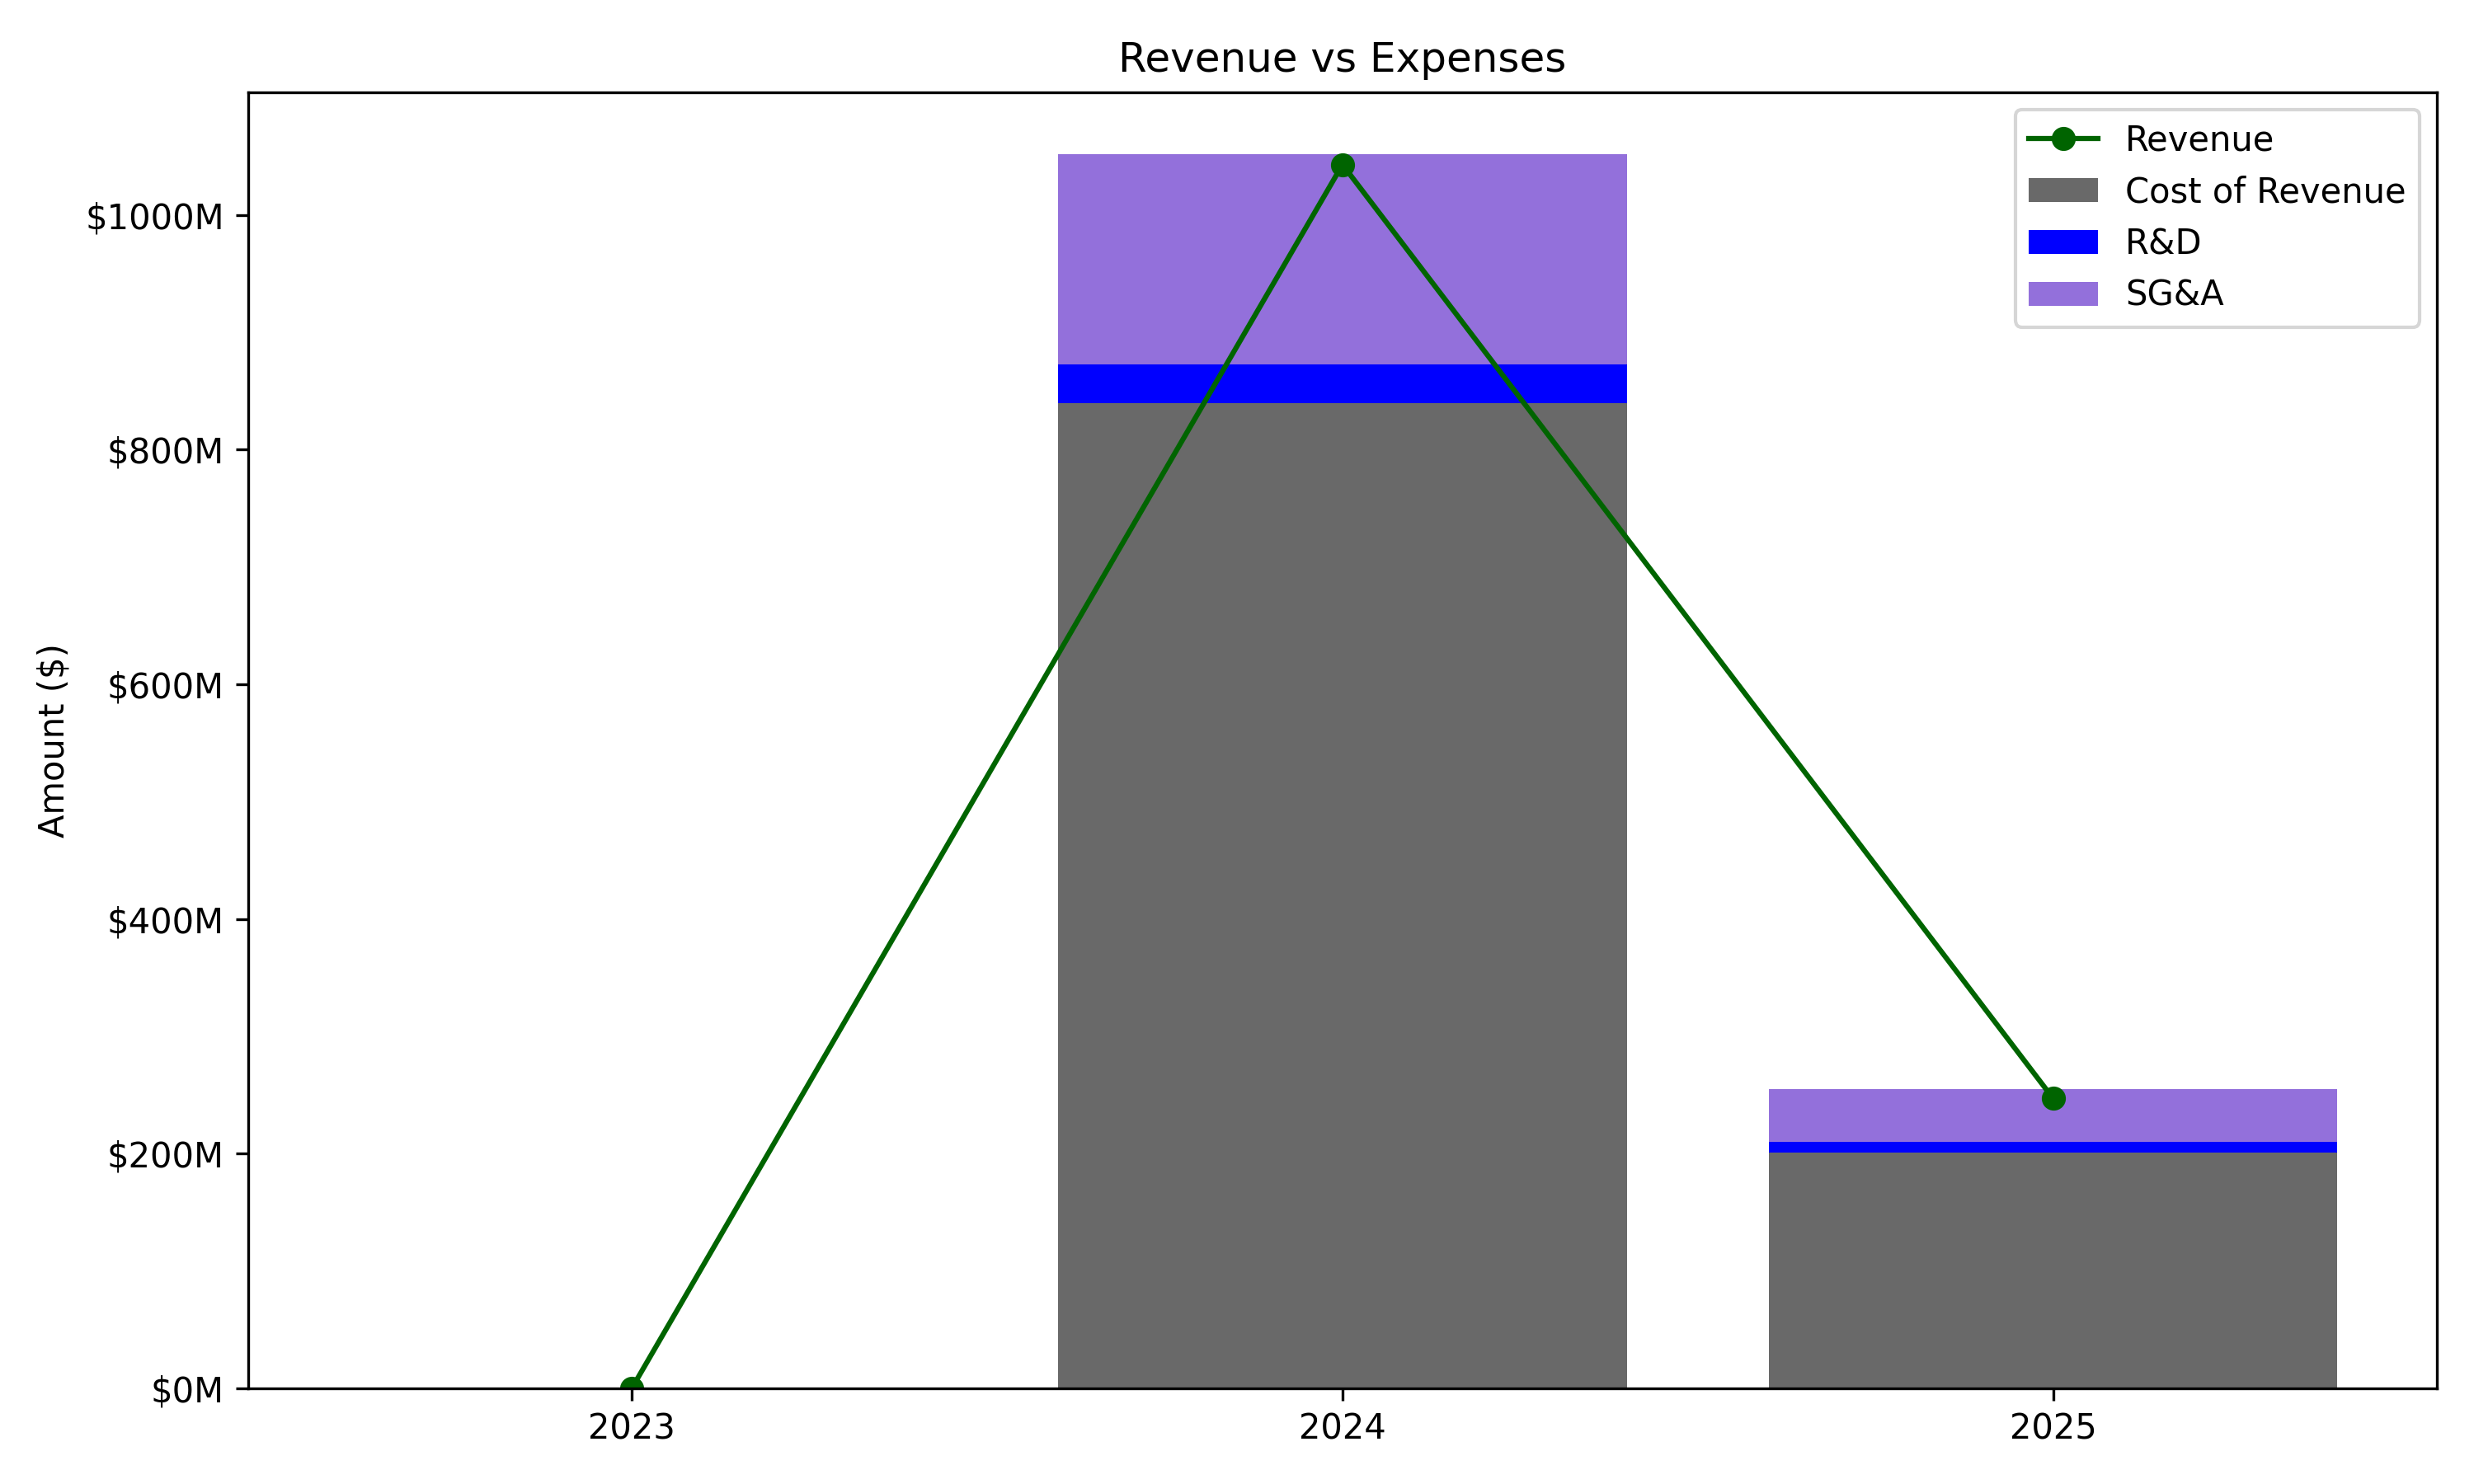 Revenue vs Expenses
Revenue
Cost of Revenue
R&D
SG&A
Amount ($)
$1000M
$800M
$600M
$400M
$200M
$0M
2023
2024
2025